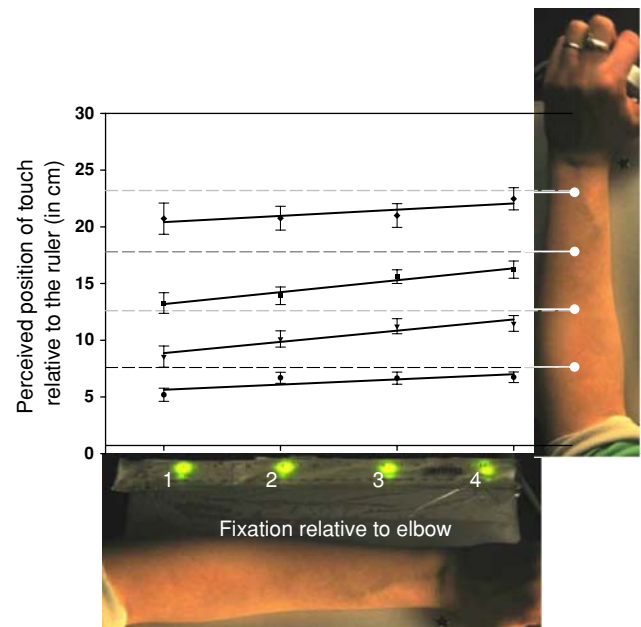 Perceived position of touch
relative to the ruler (in cm)
30
25
20
15
10
5
0
1 2 3 4
Fixation relative to elbow